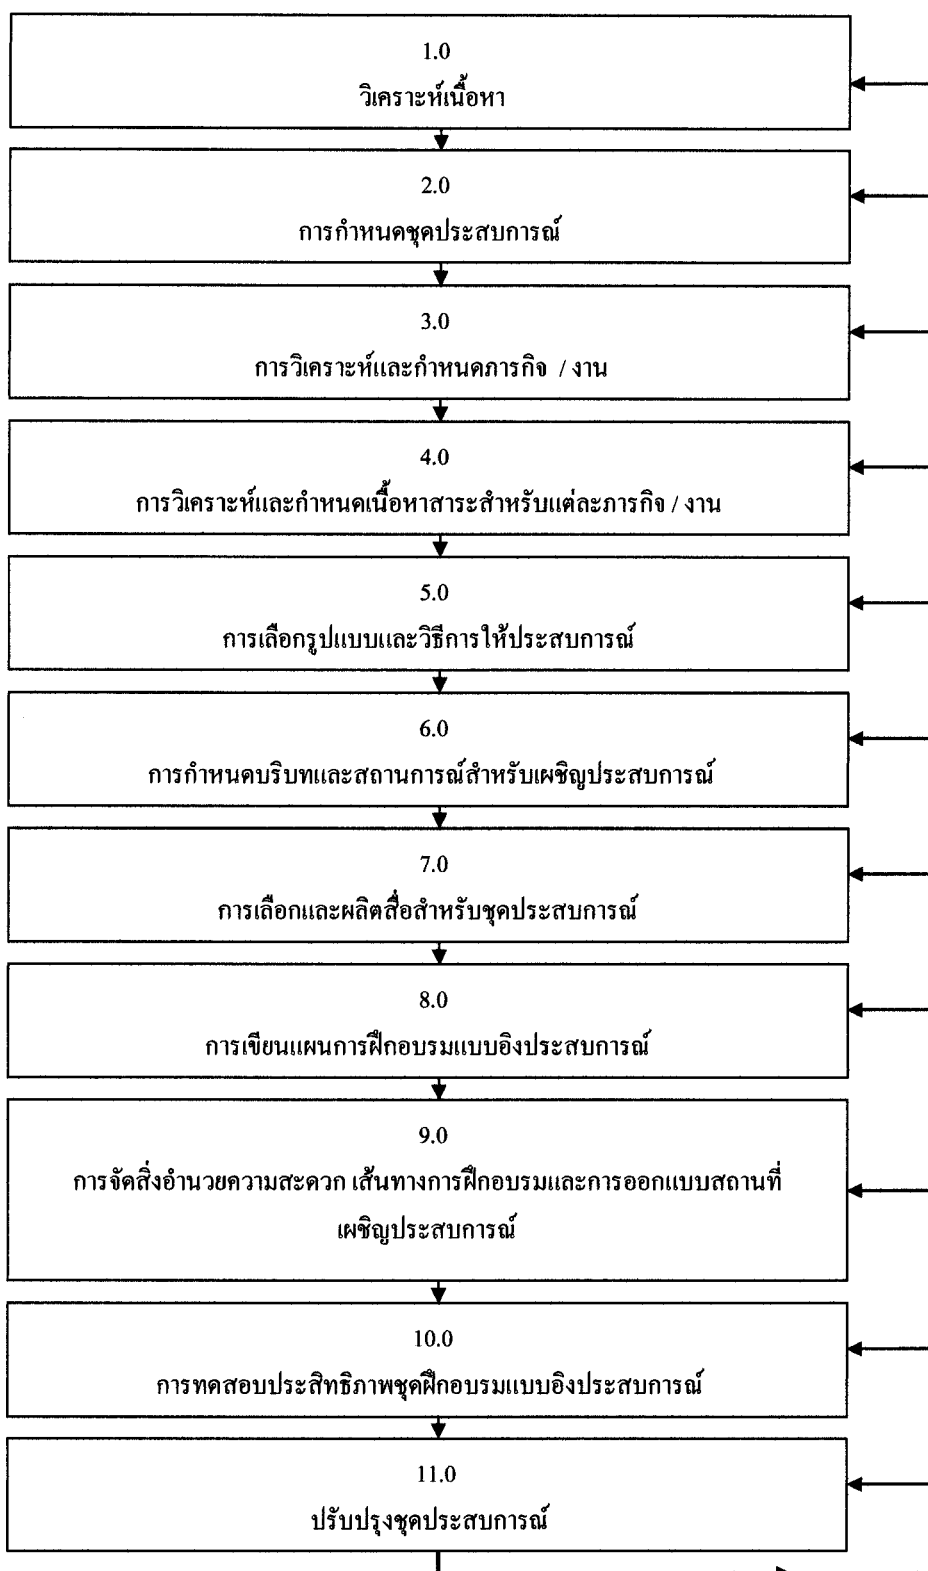 1.0
วิเคราะห์เนื้อหา
2.0
การกำหนดชุดประสบการณ์
3.0
การวิเคราะห์และกำหนดภารกิจ / งาน
4.0
การวิเคราะห์และกำหนดเนื้อหาสาระสำหรับแต่ละภารกิจ / งาน
5.0
การเลือกรูปแบบและวิธีการให้ประสบการณ์
6.0
การกำหนดบริบทและสถานการณ์สำหรับเผชิญประสบการณ์
7.0
การเลือกและผลิตสื่อสำหรับชุดประสบการณ์
8.0
การเขียนแผนการฝึกอบรมแบบอิงประสบการณ์
9.0
การจัดสิ่งอำนวยความสะดวก เส้นทางการฝึกอบรมและการออกแบบสถานที่
เผชิญประสบการณ์
10.0
การทดสอบประสิทธิภาพชุดฝึกอบรมแบบอิงประสบการณ์
11.0
ปรับปรุงชุดประสบการณ์